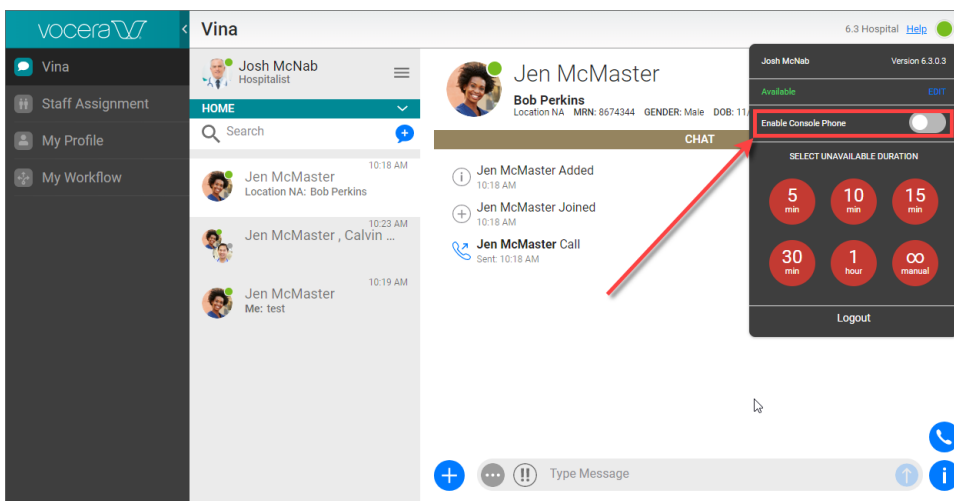 vocera
Vina
6.3 Hospital Help
Vina
Staff Assignment
My Profile
My Workflow
Josh McNab
Hospitalist
HOME
Search
10:18 AM
Jen McMaster
Location NA: Bob Perkins
10:23 AM
Jen McMaster , Calvin ...
10:19 AM
Jen McMaster
Me: test
Jen McMaster
Bob Perkins
Location NA MRN: 8674344 GENDER: Male DOB: 11/
CHAT
Jen McMaster Added
10:18 AM
Jen McMaster Joined
10:18 AM
Jen McMaster Call
Sent: 10:18 AM
Type Message
Josh McNab Version 6.3.0.3
Available EDIT
Enable Console Phone
SELECT UNAVAILABLE DURATION
5 10 15
min min min
30 1 ∞
min hour manual
Logout